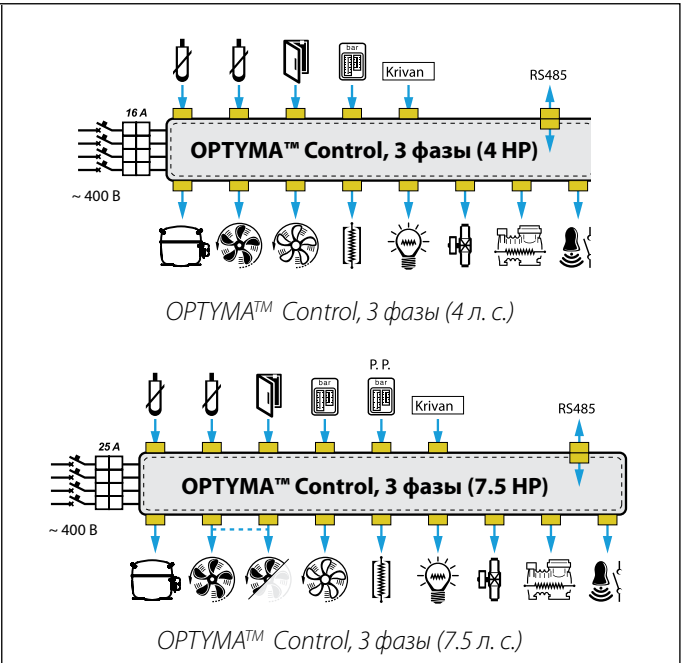 bar
Krivan
RS485
16 A
OPTYMA™ Control, 3 фазы (4 HP)
~ 400 В
OPTYMA™ Control, 3 фазы (4 л. с.)
P. P.
bar
bar
Krivan
RS485
25 A
OPTYMA™ Control, 3 фазы (7.5 HP)
~ 400 В
OPTYMA™ Control, 3 фазы (7.5 л. с.)